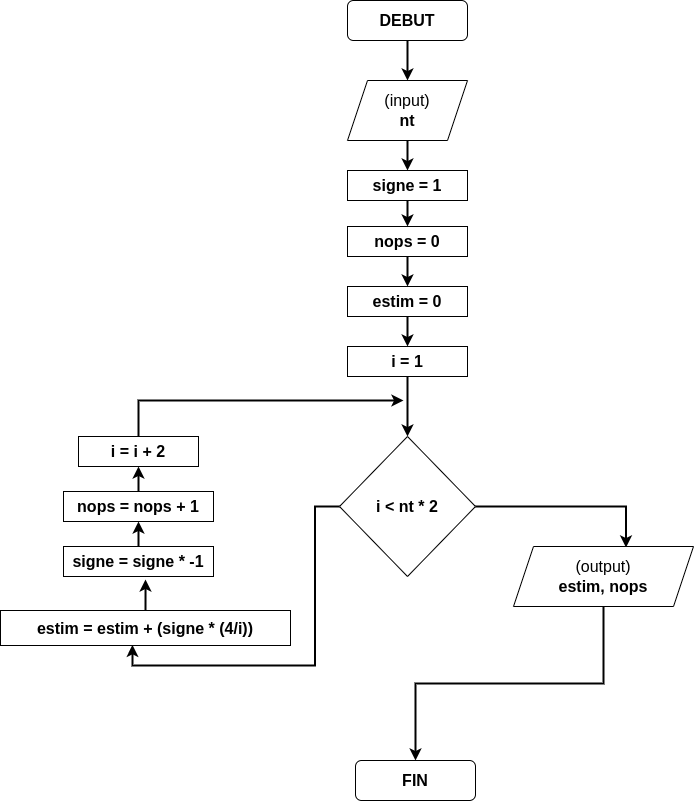 DEBUT
(input)
nt
signe = 1
nops = 0
estim = 0
i = 1
i < nt * 2
estim = estim + (signe * (4/i))
signe = signe * -1
nops = nops + 1
i = i + 2
(output)
estim, nops
FIN